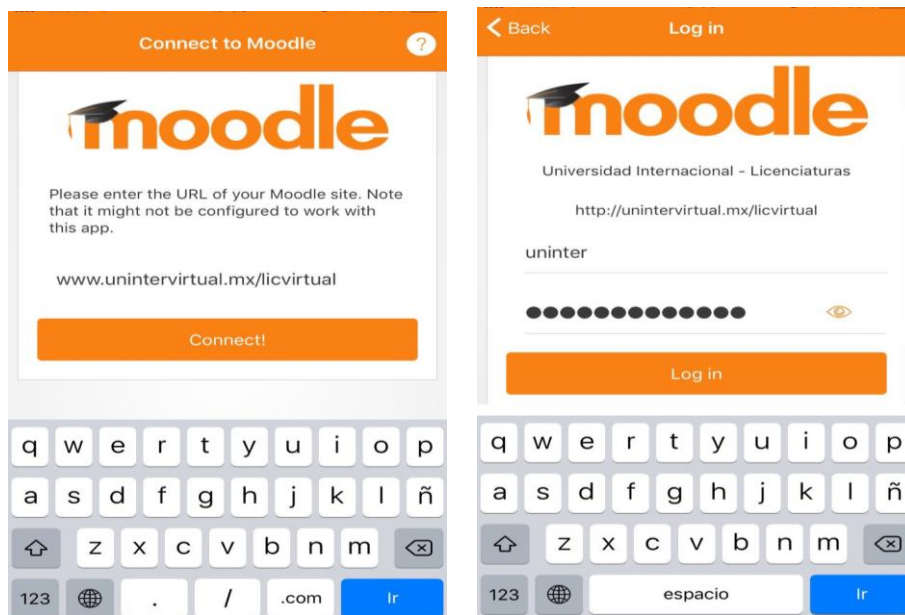 Connect to Moodle
?
moodle
Please enter the URL of your Moodle site. Note
that it might not be configured to work with
this app.
www.unintervirtual.mx/licvirtual
Connect!
q w e r t y u i o p
a s d f g h j k l ñ
z x c v b n m
123 . / .com Ir
Back Log in
moodle
Universidad Internacional - Licenciaturas
http://unintervirtual.mx/licvirtual
uninter
●●●●●●●●●●●●●
Log in
q w e r t y u i o p
a s d f g h j k l ñ
z x c v b n m
123 espacio Ir